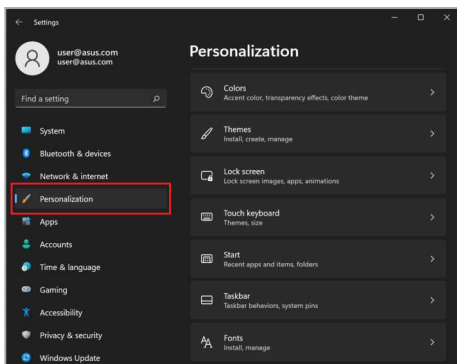 Settings
user@asus.com
user@asus.com
Find a setting
System
Bluetooth & devices
Network & internet
Personalization
Apps
Accounts
Time & language
Gaming
Accessibility
Privacy & security
Windows Update
Personalization
Colors
Accent color, transparency effects, color theme
Themes
Install, create, manage
Lock screen
Lock screen images, apps, animations
Touch keyboard
Themes, size
Start
Recent apps and items, folders
Taskbar
Taskbar behaviors, system pins
Fonts
Install, manage